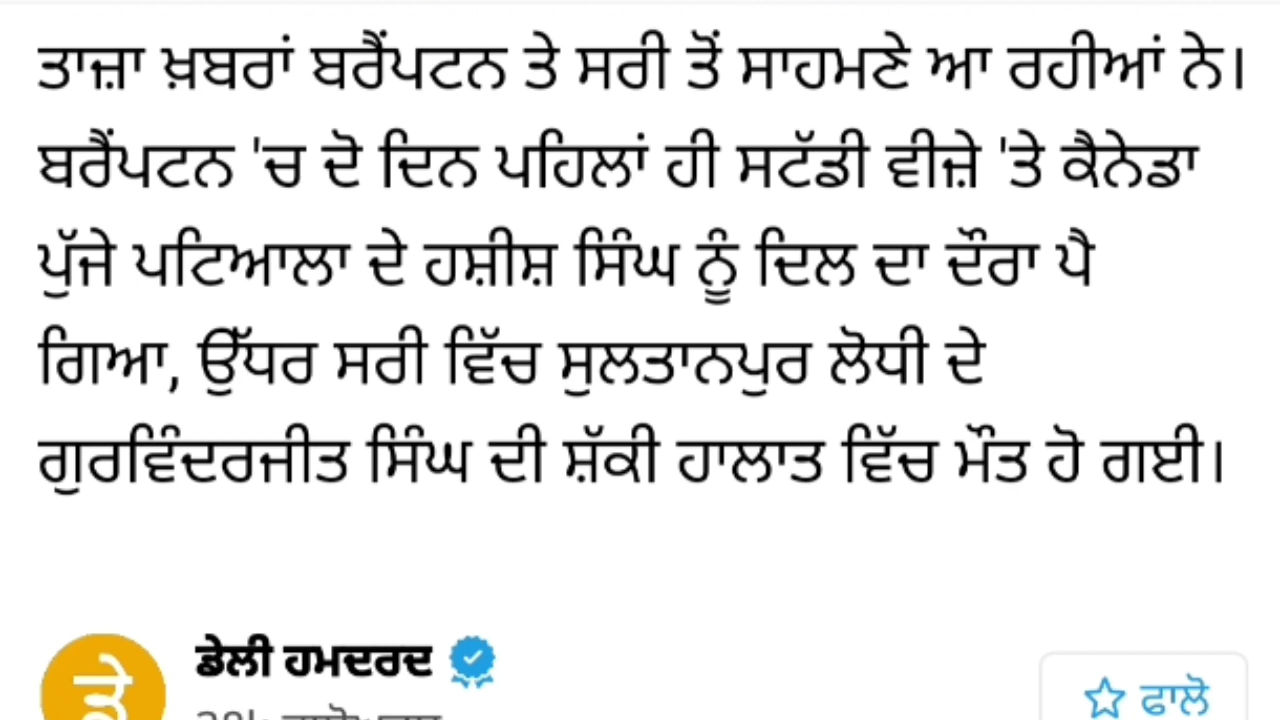 ਤਾਜ਼ਾ ਖ਼ਬਰਾਂ ਬਰੈਂਪਟਨ ਤੇ ਸਰੀ ਤੋਂ ਸਾਹਮਣੇ ਆ ਰਹੀਆਂ ਨੇ।
ਬਰੈਂਪਟਨ 'ਚ ਦੋ ਦਿਨ ਪਹਿਲਾਂ ਹੀ ਸਟੱਡੀ ਵੀਜ਼ੇ 'ਤੇ ਕੈਨੇਡਾ
ਪੁੱਜੇ ਪਟਿਆਲਾ ਦੇ ਹਸ਼ੀਸ਼ ਸਿੰਘ ਨੂੰ ਦਿਲ ਦਾ ਦੌਰਾ ਪੈ
ਗਿਆ, ਉੱਧਰ ਸਰੀ ਵਿੱਚ ਸੁਲਤਾਨਪੁਰ ਲੋਧੀ ਦੇ
ਗੁਰਵਿੰਦਰਜੀਤ ਸਿੰਘ ਦੀ ਸ਼ੱਕੀ ਹਾਲਾਤ ਵਿੱਚ ਮੌਤ ਹੋ ਗਈ।
ਡੇ
ਡੇਲੀ ਹਮਦਰਦ
ਫਾਲੋ